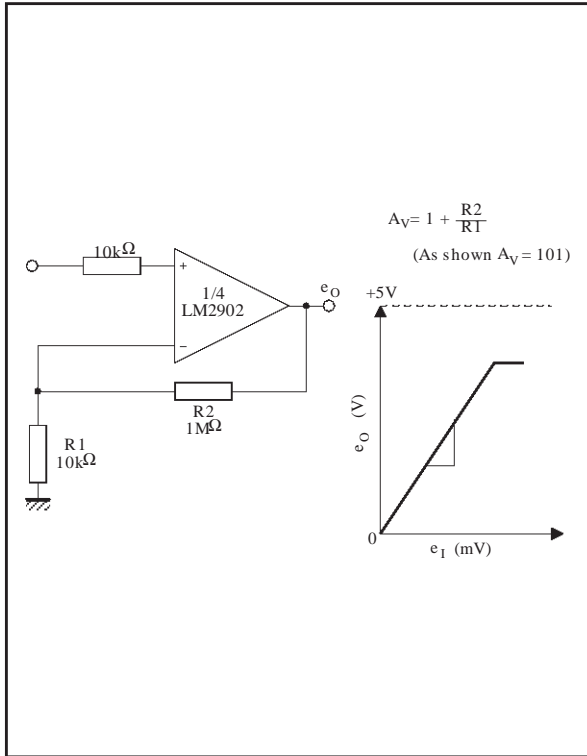 A_V = 1 + R2/R1
(As shown A_V = 101)
10kΩ
+
1/4
LM2902
−
e_O
R2
1MΩ
R1
10kΩ
+5V
e_O (V)
0
e_I (mV)